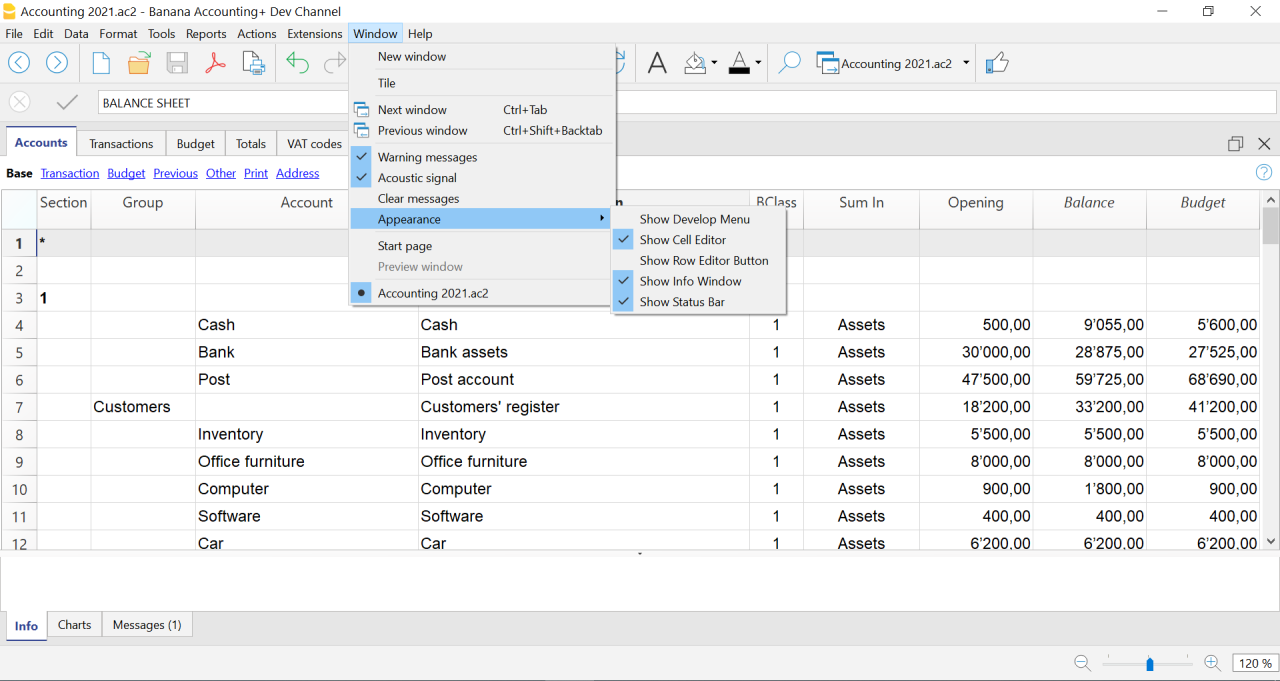 Accounting 2021.ac2 - Banana Accounting+ Dev Channel
File Edit Data Format Tools Reports Actions Extensions Window Help
Accounting 2021.ac2
BALANCE SHEET
New window
Tile
Next window Ctrl+Tab
Previous window Ctrl+Shift+Backtab
Warning messages
Acoustic signal
Clear messages
Appearance
Start page
Preview window
Accounting 2021.ac2
Show Develop Menu
Show Cell Editor
Show Row Editor Button
Show Info Window
Show Status Bar
Accounts Transactions Budget Totals VAT codes
Base Transaction Budget Previous Other Print Address
Section Group Account BClass Sum In Opening Balance Budget
1 *
2
3 1
4 Cash Cash 1 Assets 500,00 9'055,00 5'600,00
5 Bank Bank assets 1 Assets 30'000,00 28'875,00 27'525,00
6 Post Post account 1 Assets 47'500,00 59'725,00 68'690,00
7 Customers Customers' register 1 Assets 18'200,00 33'200,00 41'200,00
8 Inventory Inventory 1 Assets 5'500,00 5'500,00 5'500,00
9 Office furniture Office furniture 1 Assets 8'000,00 8'000,00 8'000,00
10 Computer Computer 1 Assets 900,00 1'800,00 900,00
11 Software Software 1 Assets 400,00 400,00 400,00
12 Car Car 1 Assets 6'200,00 6'200,00 6'200,00
Info Charts Messages (1)
120 %